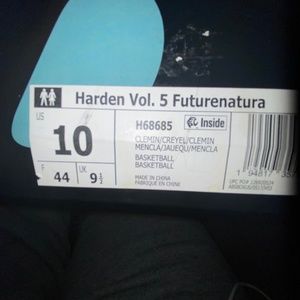 Harden Vol. 5 Futurenatura
US
10
F
44
UK
9½
H68685
Inside
CLEMIN/CREYEL/CLEMIN
MENCLA/JAUEQU/MENCLA
BASKETBALL
BASKETBALL
MADE IN CHINA
FABRIQUÉ EN CHINE